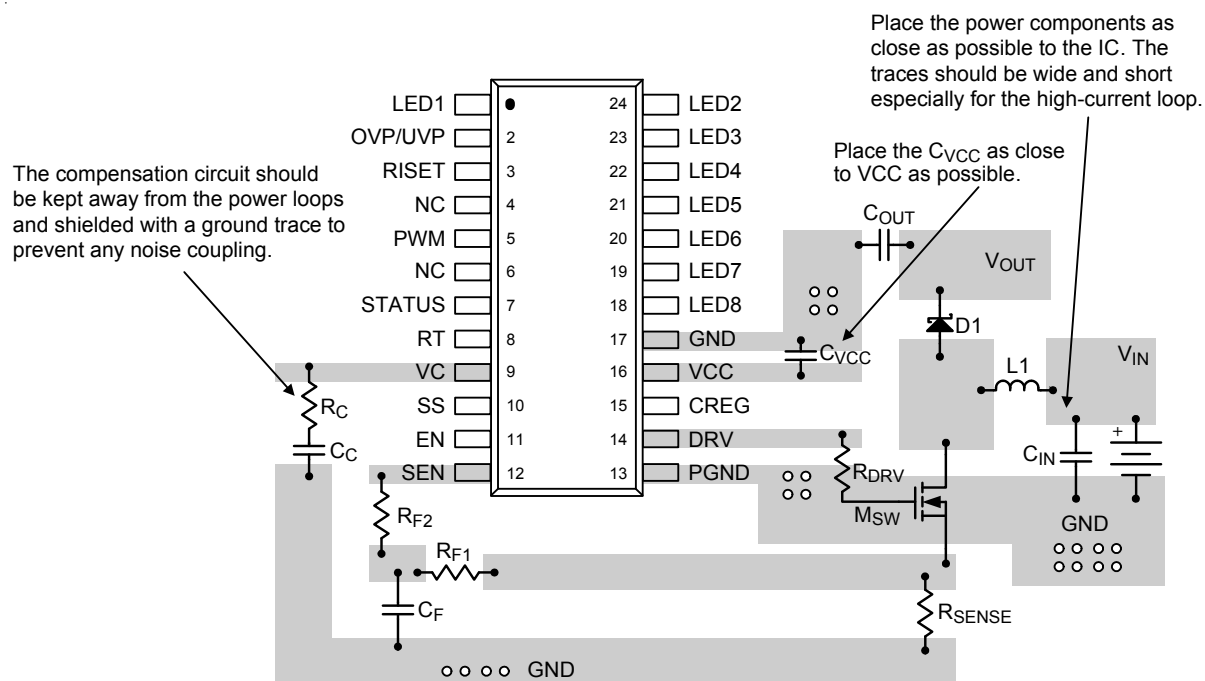 Place the power components as
close as possible to the IC. The
traces should be wide and short
especially for the high-current loop.
Place the CVCC as close
to VCC as possible.
The compensation circuit should
be kept away from the power loops
and shielded with a ground trace to
prevent any noise coupling.
LED1 24 LED2
OVP/UVP 2 23 LED3
RISET 3 22 LED4
NC 4 21 LED5
PWM 5 20 LED6
NC 6 19 LED7
STATUS 7 18 LED8
RT 8 17 GND
VC 9 16 VCC
SS 10 15 CREG
EN 11 14 DRV
SEN 12 13 PGND
COUT
VOUT
D1
CVCC
L1
VIN
RC
CC
RDRV
CIN
+
MSW
GND
RF2
RF1
CF
RSENSE
GND